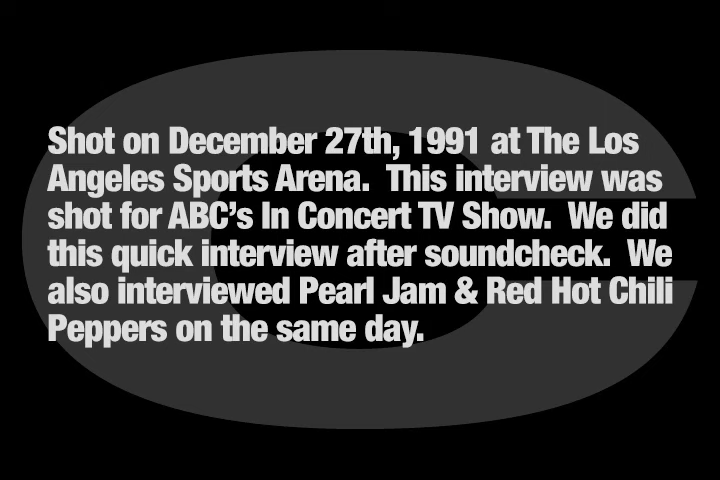 Shot on December 27th, 1991 at The Los
Angeles Sports Arena.  This interview was
shot for ABC's In Concert TV Show.  We did
this quick interview after soundcheck.  We
also interviewed Pearl Jam & Red Hot Chili
Peppers on the same day.